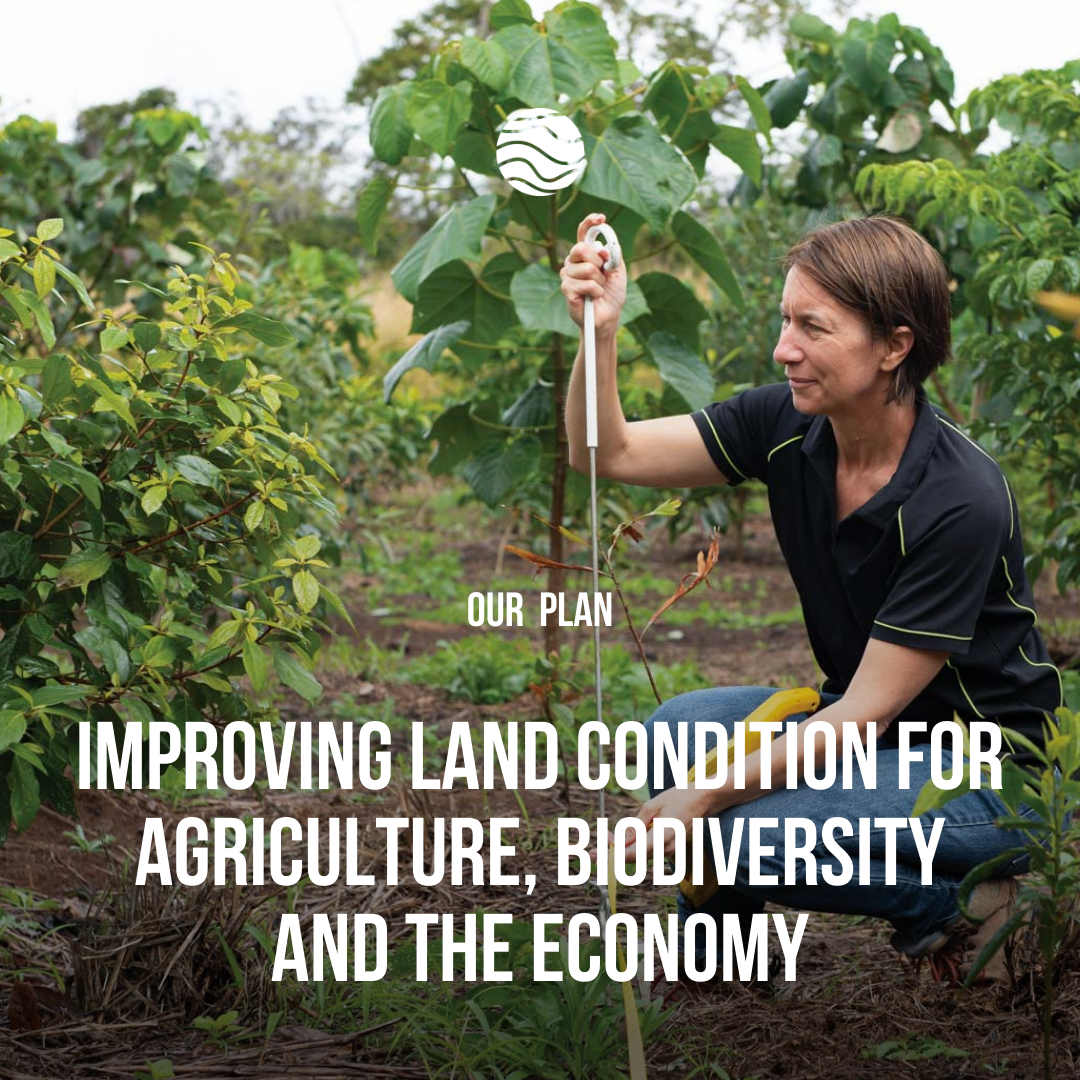 OUR PLAN
IMPROVING LAND CONDITION FOR
AGRICULTURE, BIODIVERSITY
AND THE ECONOMY